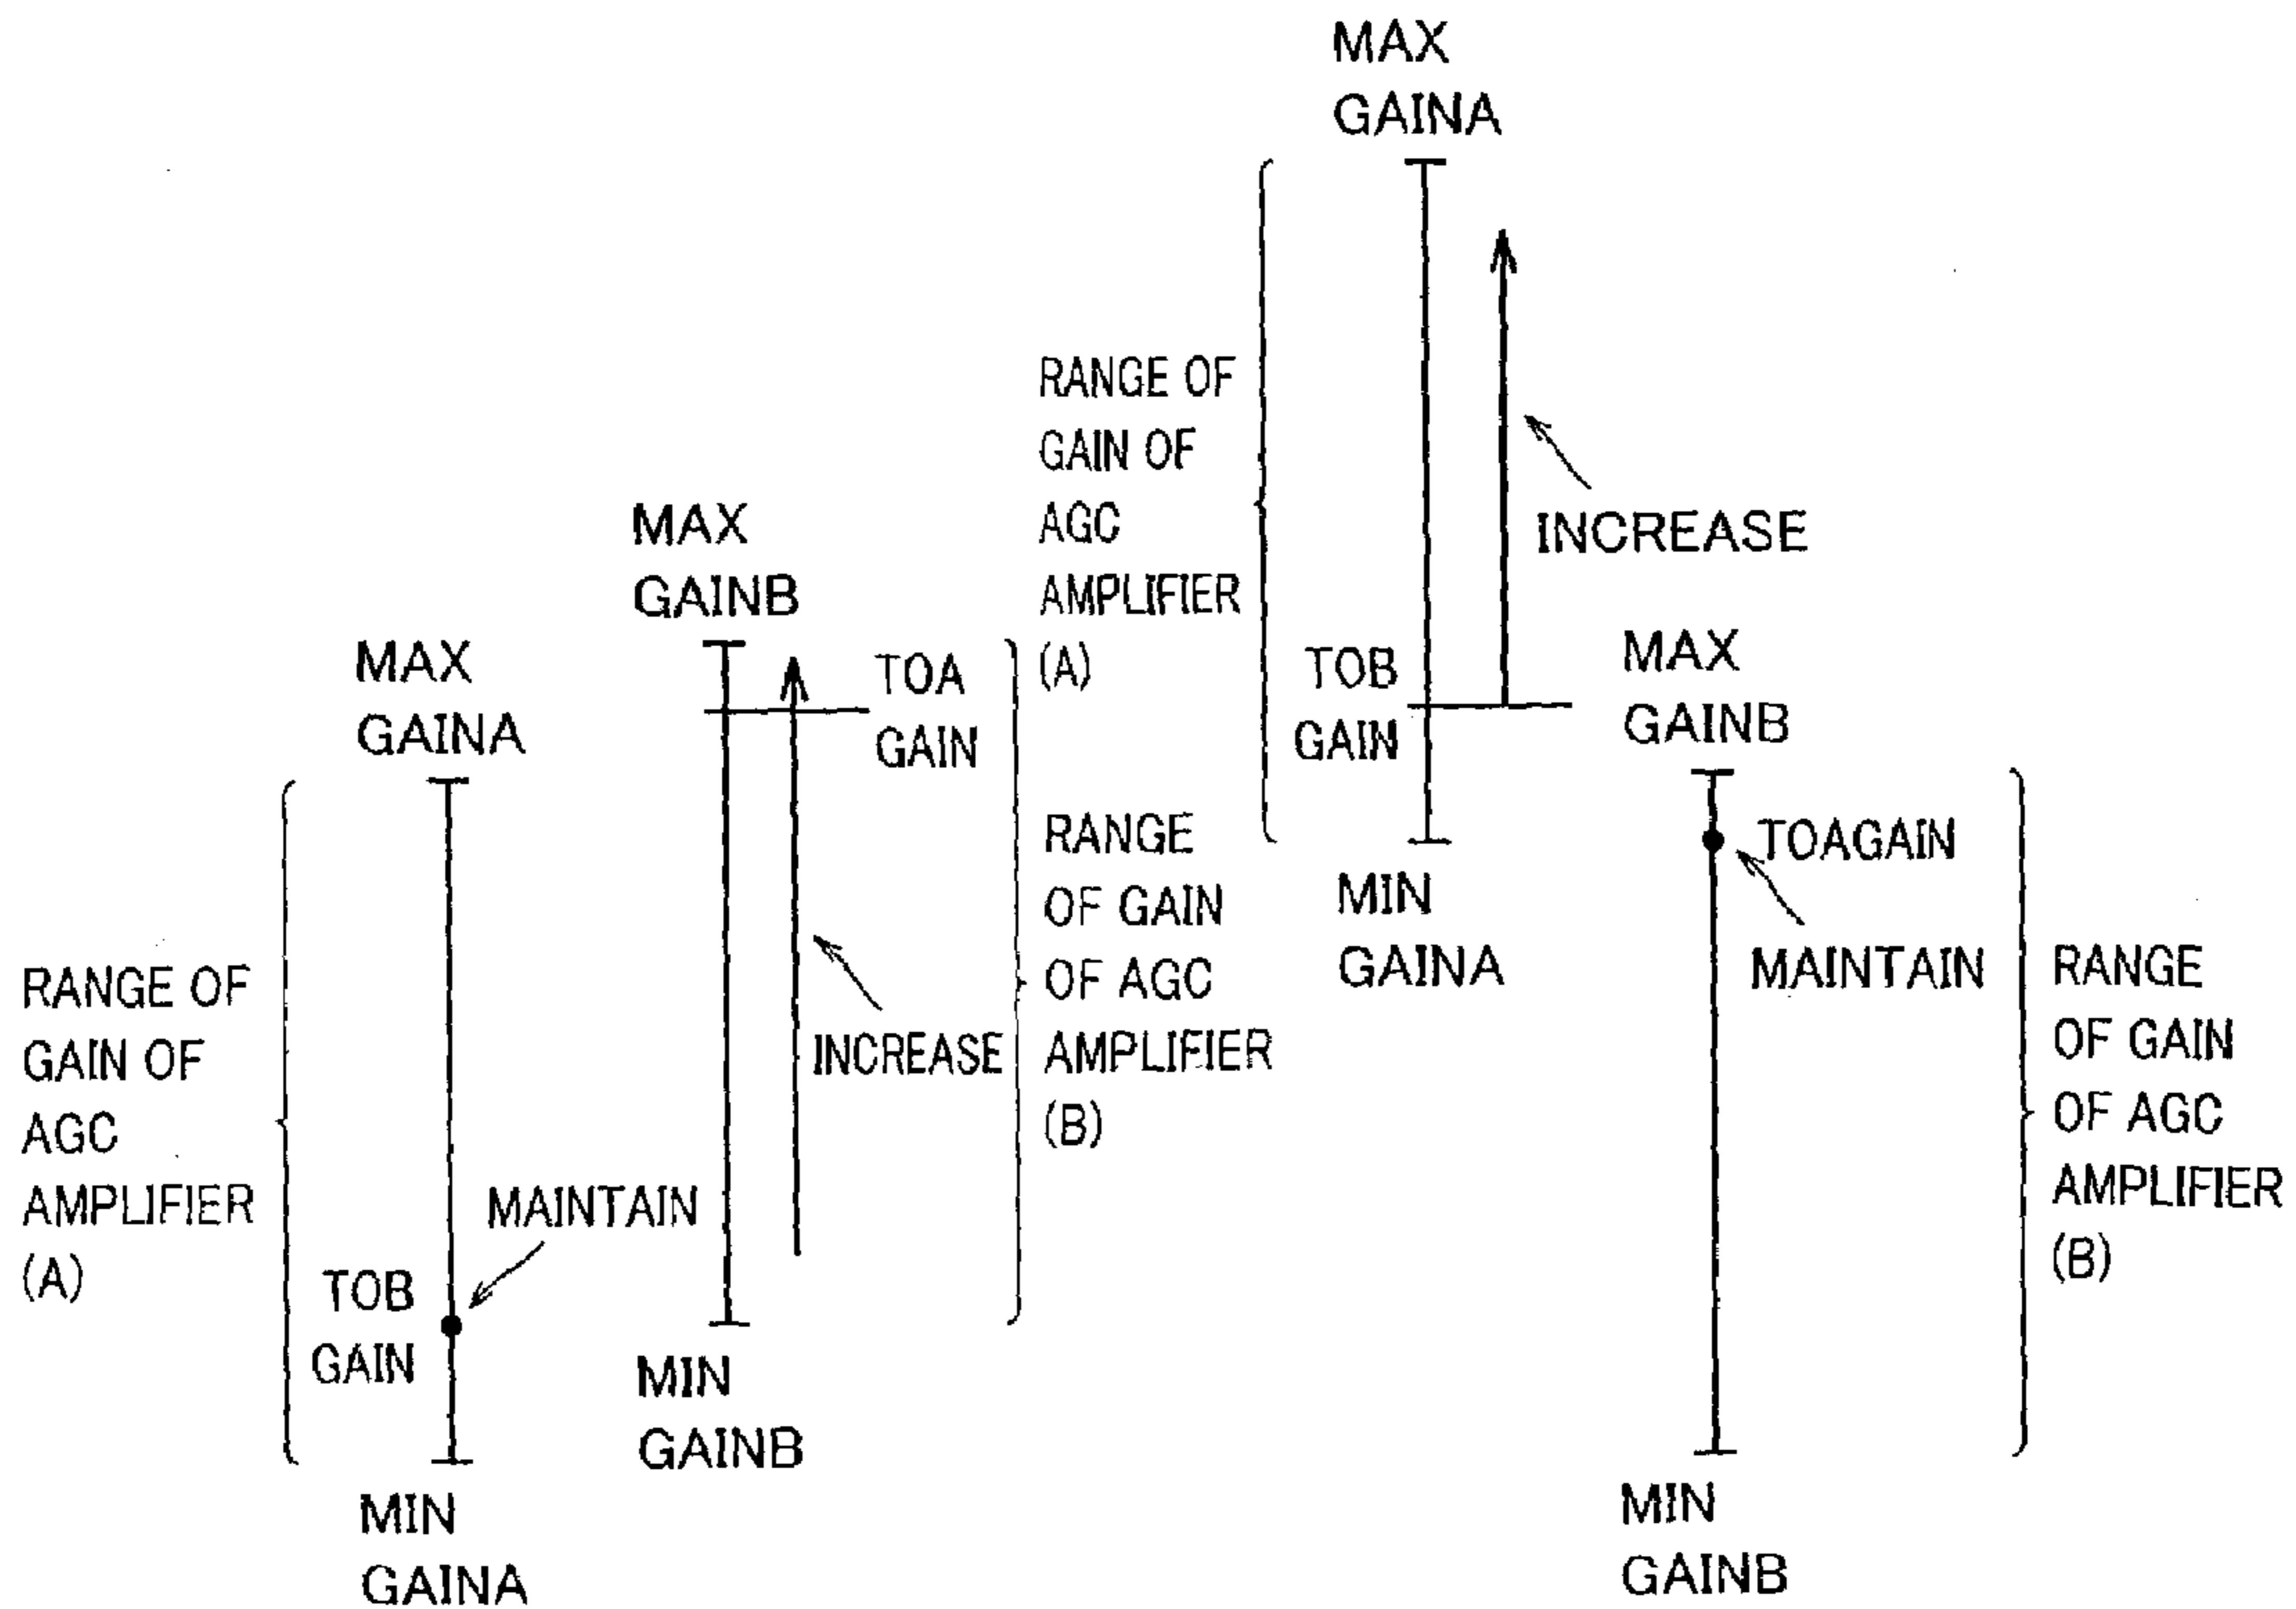 MAX
GAINA
RANGE OF
GAIN OF
AGC
AMPLIFIER
(A)
TOB
GAIN
MAINTAIN
MIN
GAINA
MAX
GAINB
TOA
GAIN
INCREASE
RANGE
OF GAIN
OF AGC
AMPLIFIER
(B)
MIN
GAINB
MAX
GAINA
RANGE OF
GAIN OF
AGC
AMPLIFIER
(A)
INCREASE
TOB
GAIN
MIN
GAINA
MAX
GAINB
TOAGAIN
MAINTAIN
RANGE
OF GAIN
OF AGC
AMPLIFIER
(B)
MIN
GAINB